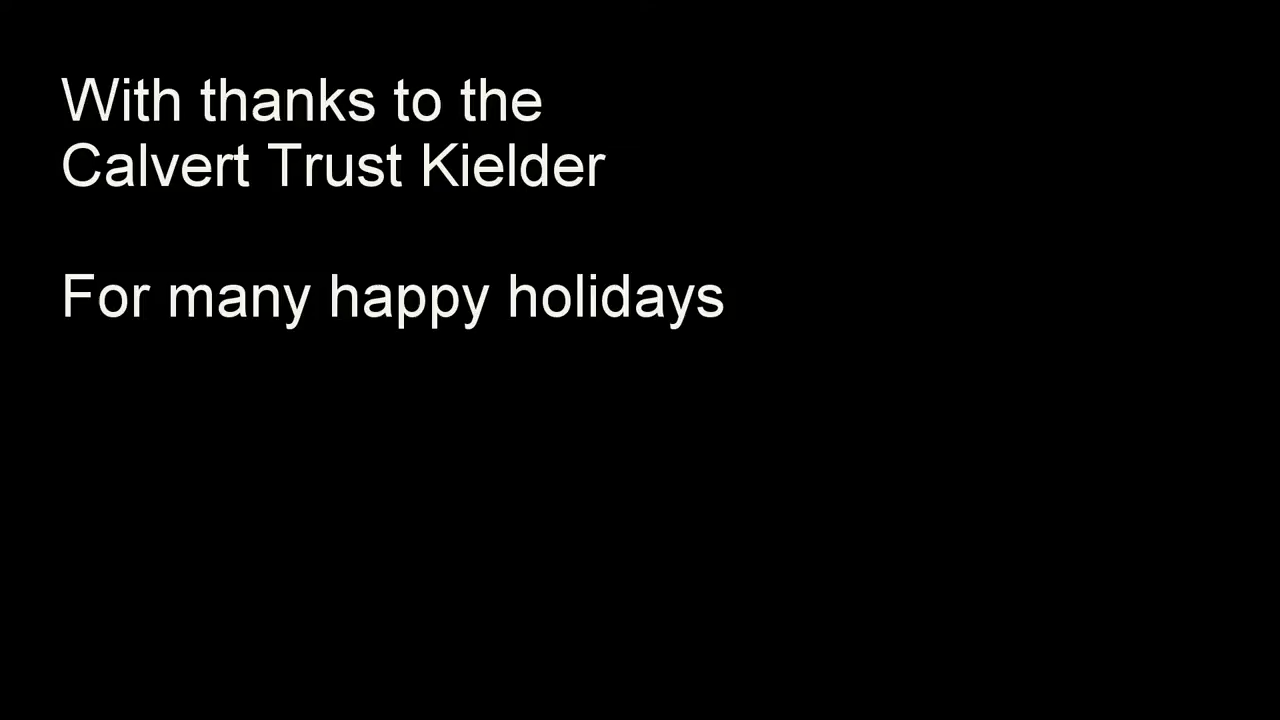 With thanks to the
Calvert Trust Kielder
For many happy holidays